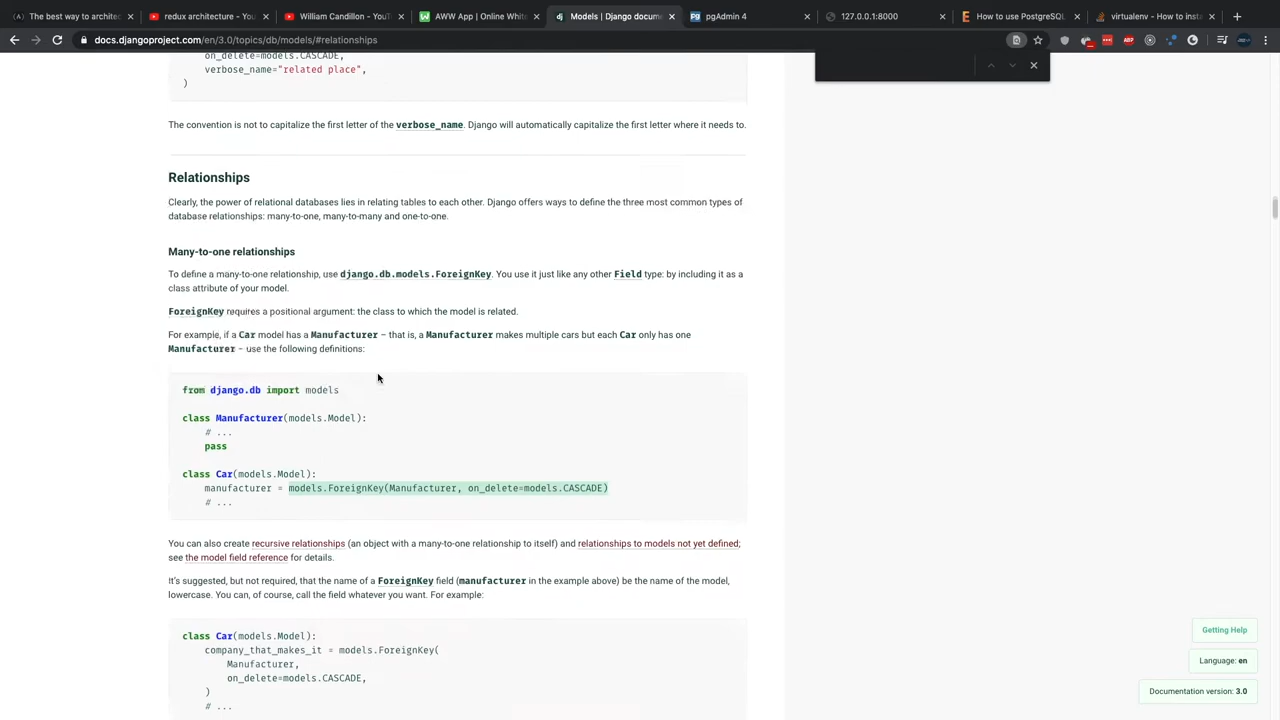 The best way to architec
redux architecture - You
William Candillon - YouT
AWW App | Online White
Models | Django docume
pgAdmin 4
127.0.0.1:8000
How to use PostgreSQL
virtualenv - How to insta
docs.djangoproject.com/en/3.0/topics/db/models/#relationships
on_delete=models.CASCADE,
verbose_name="related place",
)
The convention is not to capitalize the first letter of the verbose_name. Django will automatically capitalize the first letter where it needs to.
Relationships
Clearly, the power of relational databases lies in relating tables to each other. Django offers ways to define the three most common types of
database relationships: many-to-one, many-to-many and one-to-one.
Many-to-one relationships
To define a many-to-one relationship, use django.db.models.ForeignKey. You use it just like any other Field type: by including it as a
class attribute of your model.
ForeignKey requires a positional argument: the class to which the model is related.
For example, if a Car model has a Manufacturer – that is, a Manufacturer makes multiple cars but each Car only has one
Manufacturer – use the following definitions:
from django.db import models
class Manufacturer(models.Model):
# ...
pass
class Car(models.Model):
manufacturer = models.ForeignKey(Manufacturer, on_delete=models.CASCADE)
# ...
You can also create recursive relationships (an object with a many-to-one relationship to itself) and relationships to models not yet defined;
see the model field reference for details.
It's suggested, but not required, that the name of a ForeignKey field (manufacturer in the example above) be the name of the model,
lowercase. You can, of course, call the field whatever you want. For example:
class Car(models.Model):
company_that_makes_it = models.ForeignKey(
Manufacturer,
on_delete=models.CASCADE,
)
# ...
Getting Help
Language: en
Documentation version: 3.0